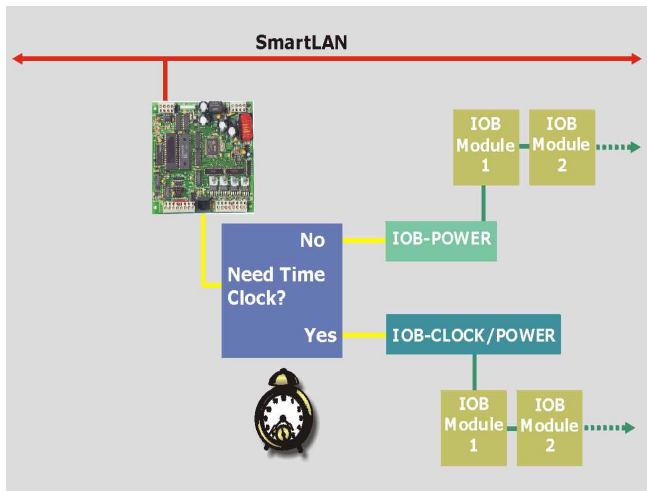 SmartLAN
IOB
Module
1
IOB
Module
2
No
IOB-POWER
Need Time
Clock?
Yes
IOB-CLOCK/POWER
IOB
Module
1
IOB
Module
2